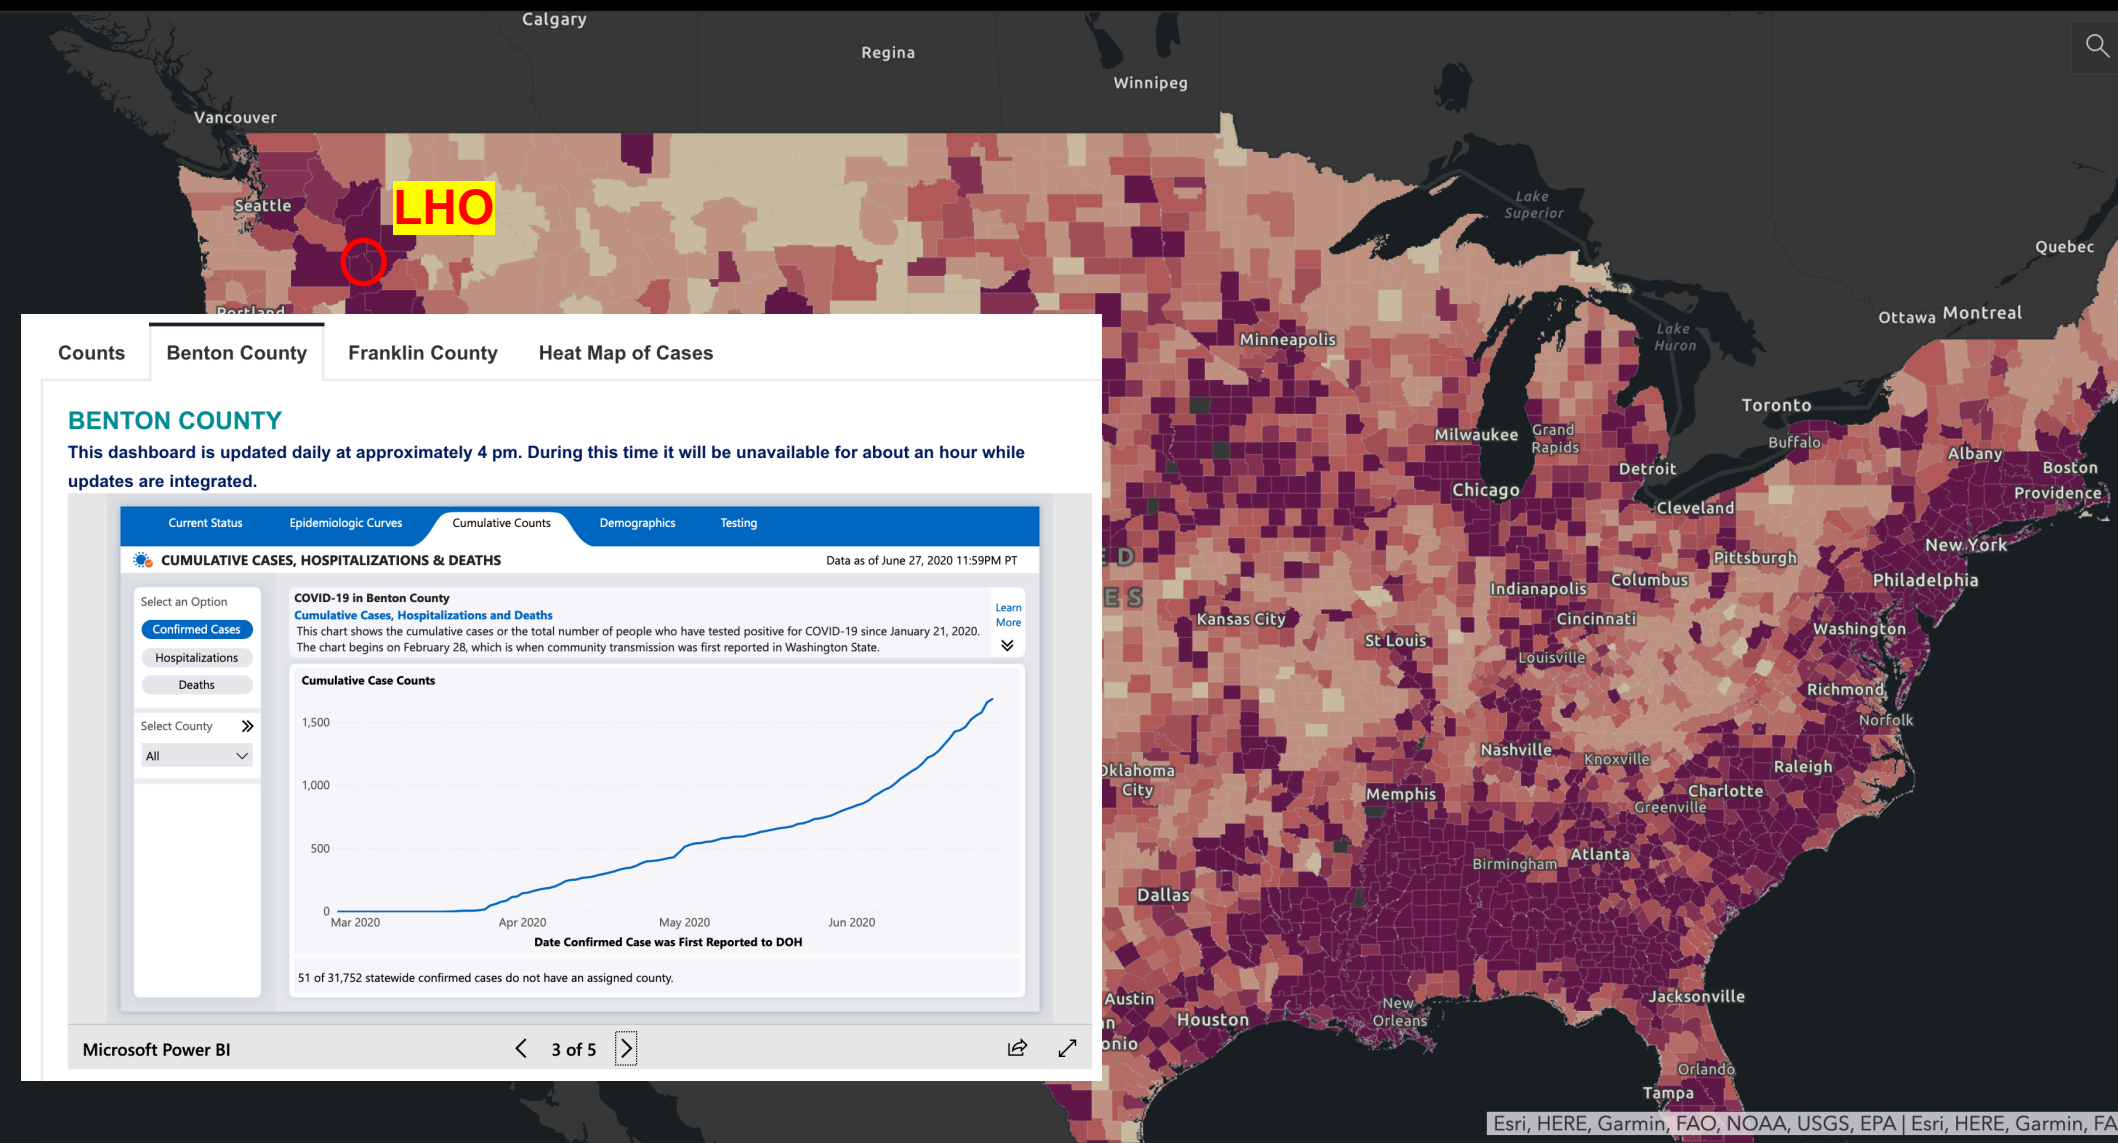 Calgary
Regina
Winnipeg
Vancouver
LHO
Seattle
Portland
Lake
Superior
Quebec
Ottawa
Montreal
Lake
Huron
Minneapolis
Toronto
Buffalo
Milwaukee
Grand
Rapids
Detroit
Albany
Boston
Providence
Chicago
Cleveland
New York
Pittsburgh
Philadelphia
Indianapolis
Columbus
Kansas City
St Louis
Cincinnati
Washington
Louisville
Richmond
Norfolk
Nashville
Knoxville
Raleigh
Oklahoma
City
Memphis
Charlotte
Greenville
Birmingham
Atlanta
Dallas
Austin
Houston
New
Orleans
Jacksonville
onio
Orlando
Tampa
E D
E S
Esri, HERE, Garmin, FAO, NOAA, USGS, EPA | Esri, HERE, Garmin, FA
Counts
Benton County
Franklin County
Heat Map of Cases
BENTON COUNTY
This dashboard is updated daily at approximately 4 pm. During this time it will be unavailable for about an hour while
updates are integrated.
Current Status
Epidemiologic Curves
Cumulative Counts
Demographics
Testing
CUMULATIVE CASES, HOSPITALIZATIONS & DEATHS
Data as of June 27, 2020 11:59PM PT
Select an Option
Confirmed Cases
Hospitalizations
Deaths
Select County
All
COVID-19 in Benton County
Cumulative Cases, Hospitalizations and Deaths
This chart shows the cumulative cases or the total number of people who have tested positive for COVID-19 since January 21, 2020.
The chart begins on February 28, which is when community transmission was first reported in Washington State.
Learn
More
Cumulative Case Counts
1,500
1,000
500
0
Mar 2020
Apr 2020
May 2020
Jun 2020
Date Confirmed Case was First Reported to DOH
51 of 31,752 statewide confirmed cases do not have an assigned county.
Microsoft Power BI
3 of 5